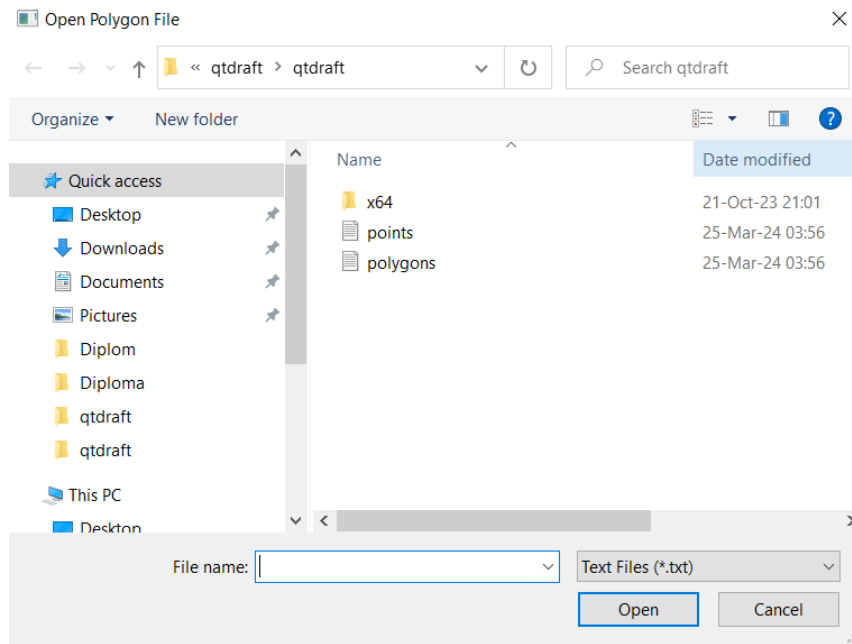 Open Polygon File
« qtdraft > qtdraft
Search qtdraft
Organize
New folder
Name
Date modified
Quick access
Desktop
Downloads
Documents
Pictures
Diplom
Diploma
qtdraft
qtdraft
This PC
Desktop
x64 21-Oct-23 21:01
points 25-Mar-24 03:56
polygons 25-Mar-24 03:56
File name:
Text Files (*.txt)
Open
Cancel